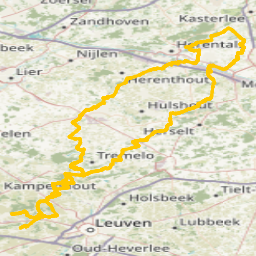 Zoersel
Zandhoven
Kasterlee
beek
Nijlen
Herentals
Lier
Herenthout
Hulshout
Herselt
elen
Tremelo
Kampenhout
Holsbeek
Tielt
Leuven
Lubbeek
Oud-Heverlee